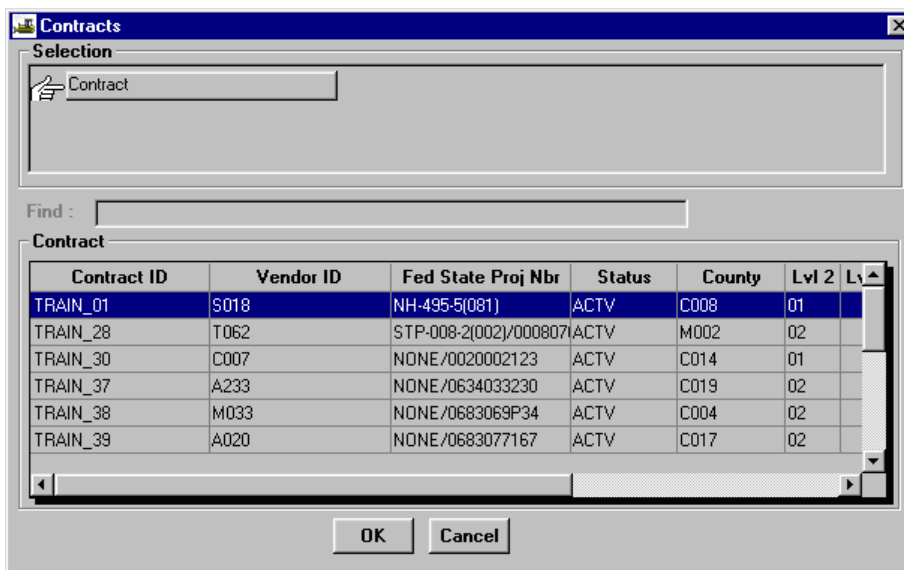 Contracts
Selection
Contract
Find :
Contract
Contract ID Vendor ID Fed State Proj Nbr Status County Lvl 2 Lv
TRAIN_01 S018 NH-495-5(081) ACTV C008 01
TRAIN_28 T062 STP-008-2(002)/000807( ACTV M002 02
TRAIN_30 C007 NONE/0020002123 ACTV C014 01
TRAIN_37 A233 NONE/0634033230 ACTV C019 02
TRAIN_38 M033 NONE/0683069P34 ACTV C004 02
TRAIN_39 A020 NONE/0683077167 ACTV C017 02
OK Cancel